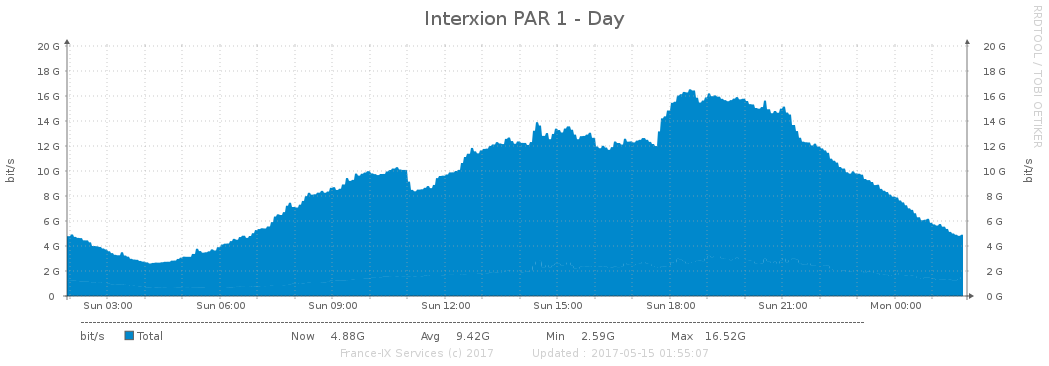 Interxion PAR 1 - Day
RRDTOOL / TOBI OETIKER
20 G 20 G
18 G 18 G
16 G 16 G
14 G 14 G
12 G 12 G
10 G 10 G
8 G 8 G
6 G 6 G
4 G 4 G
2 G 2 G
0 0 G
bit/s bit/s
Sun 03:00 Sun 06:00 Sun 09:00 Sun 12:00 Sun 15:00 Sun 18:00 Sun 21:00 Mon 00:00
bit/s Total Now 4.88G Avg 9.42G Min 2.59G Max 16.52G
France-IX Services (c) 2017 Updated : 2017-05-15 01:55:07